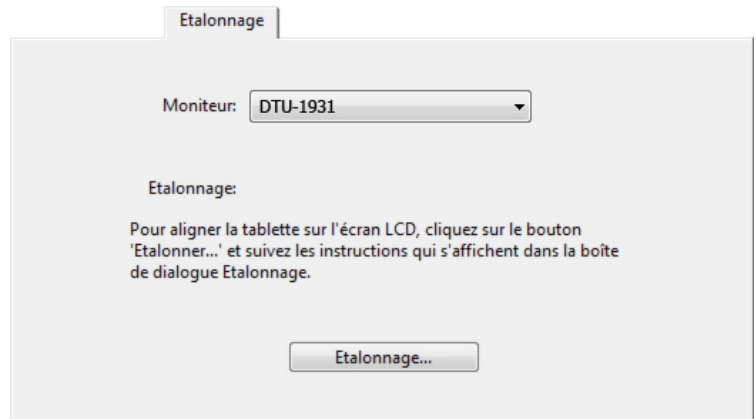 Etalonnage
Moniteur: DTU-1931
Etalonnage:
Pour aligner la tablette sur l'écran LCD, cliquez sur le bouton
'Etalonner...' et suivez les instructions qui s'affichent dans la boîte
de dialogue Etalonnage.
Etalonnage...